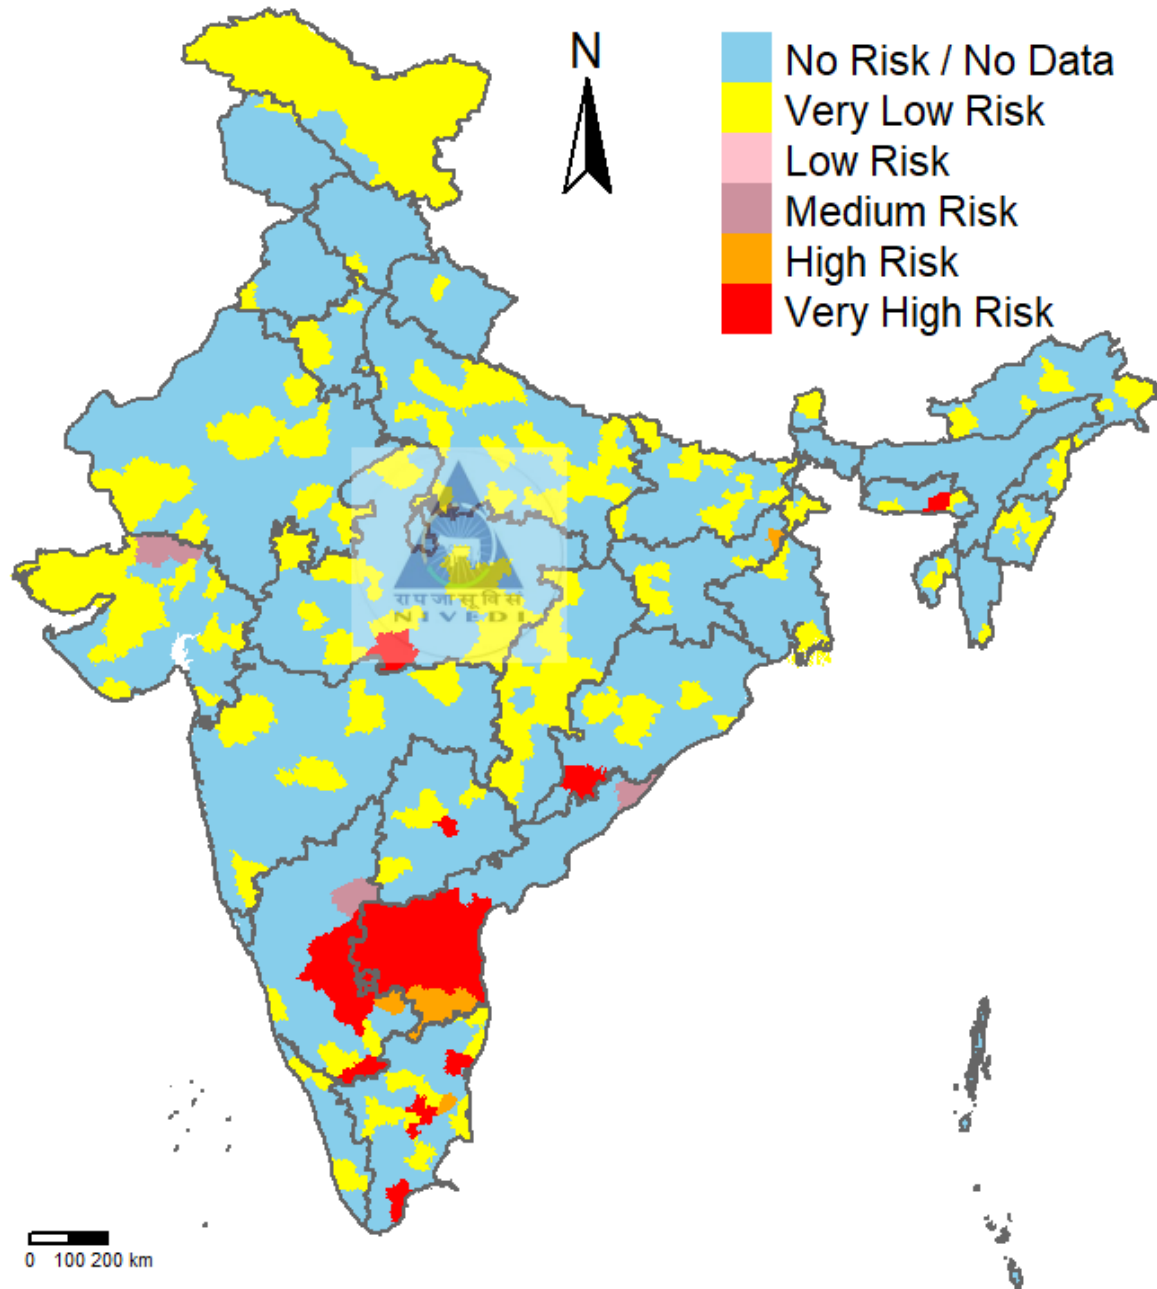 N
No Risk / No Data
Very Low Risk
Low Risk
Medium Risk
High Risk
Very High Risk
रा प जा सू वि सं
NIVEDI
0 100 200 km